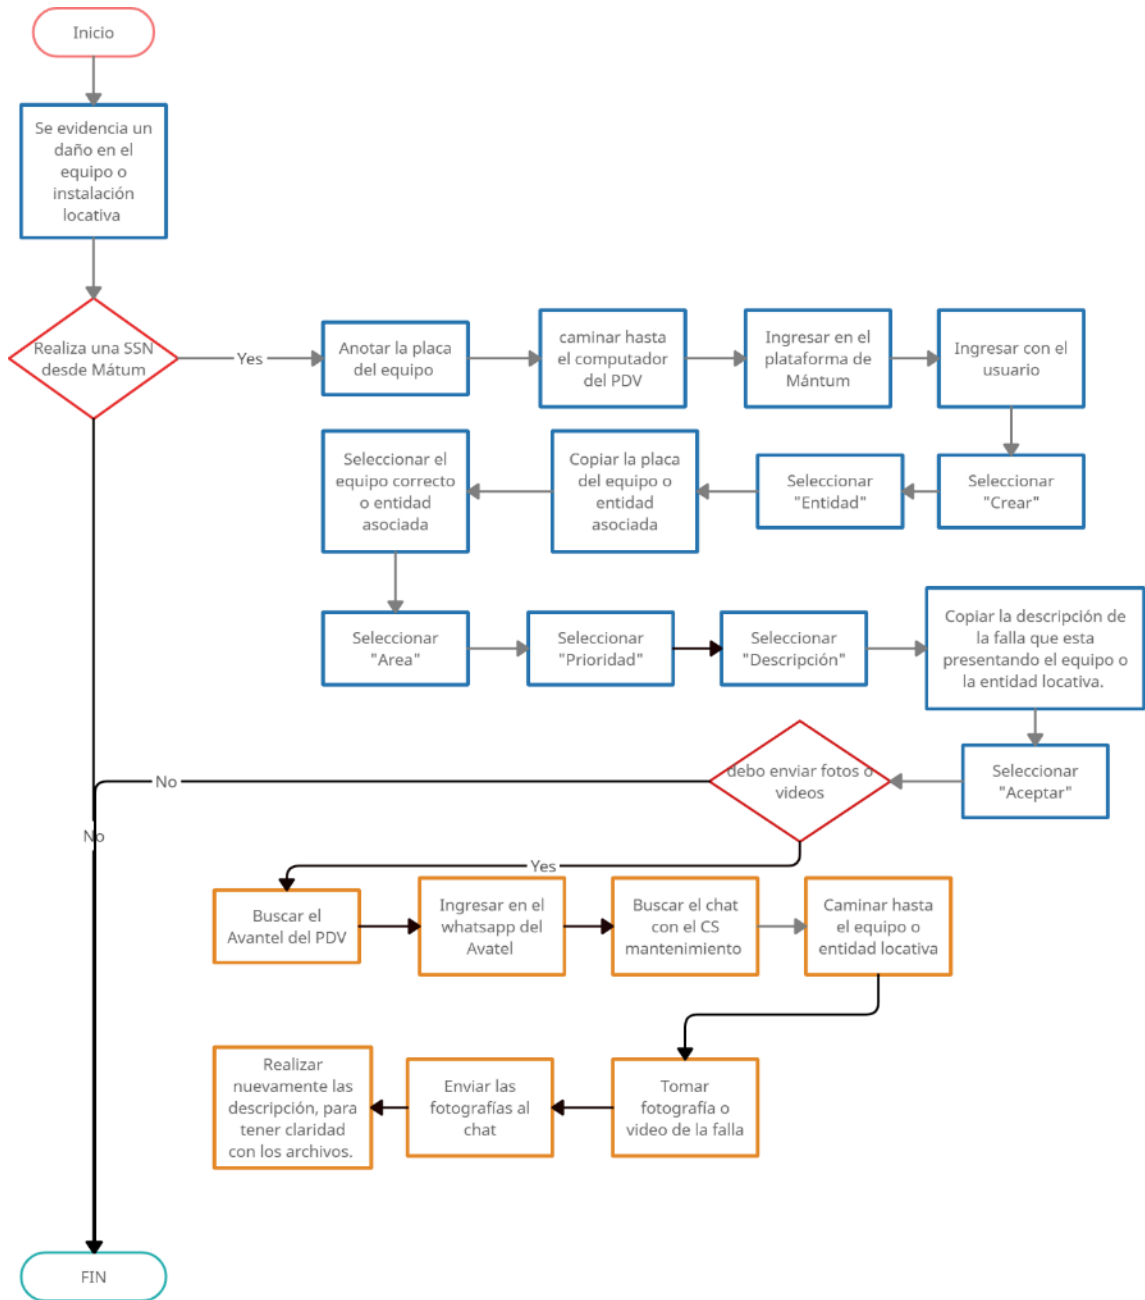 Inicio
Se evidencia un
daño en el
equipo o
instalación
locativa
Realiza una SSN
desde Mátum
Yes
Anotar la placa
del equipo
caminar hasta
el computador
del PDV
Ingresar en el
plataforma de
Mántum
Ingresar con el
usuario
Seleccionar
"Crear"
Seleccionar
"Entidad"
Copiar la placa
del equipo o
entidad
asociada
Seleccionar el
equipo correcto
o entidad
asociada
Seleccionar
"Area"
Seleccionar
"Prioridad"
Seleccionar
"Descripción"
Copiar la descripción de
la falla que esta
presentando el equipo o
la entidad locativa.
Seleccionar
"Aceptar"
debo enviar fotos o
videos
No
No
Yes
Buscar el
Avantel del PDV
Ingresar en el
whatsapp del
Avatel
Buscar el chat
con el CS
mantenimiento
Caminar hasta
el equipo o
entidad locativa
Tomar
fotografía o
video de la falla
Enviar las
fotografías al
chat
Realizar
nuevamente las
descripción, para
tener claridad
con los archivos.
FIN